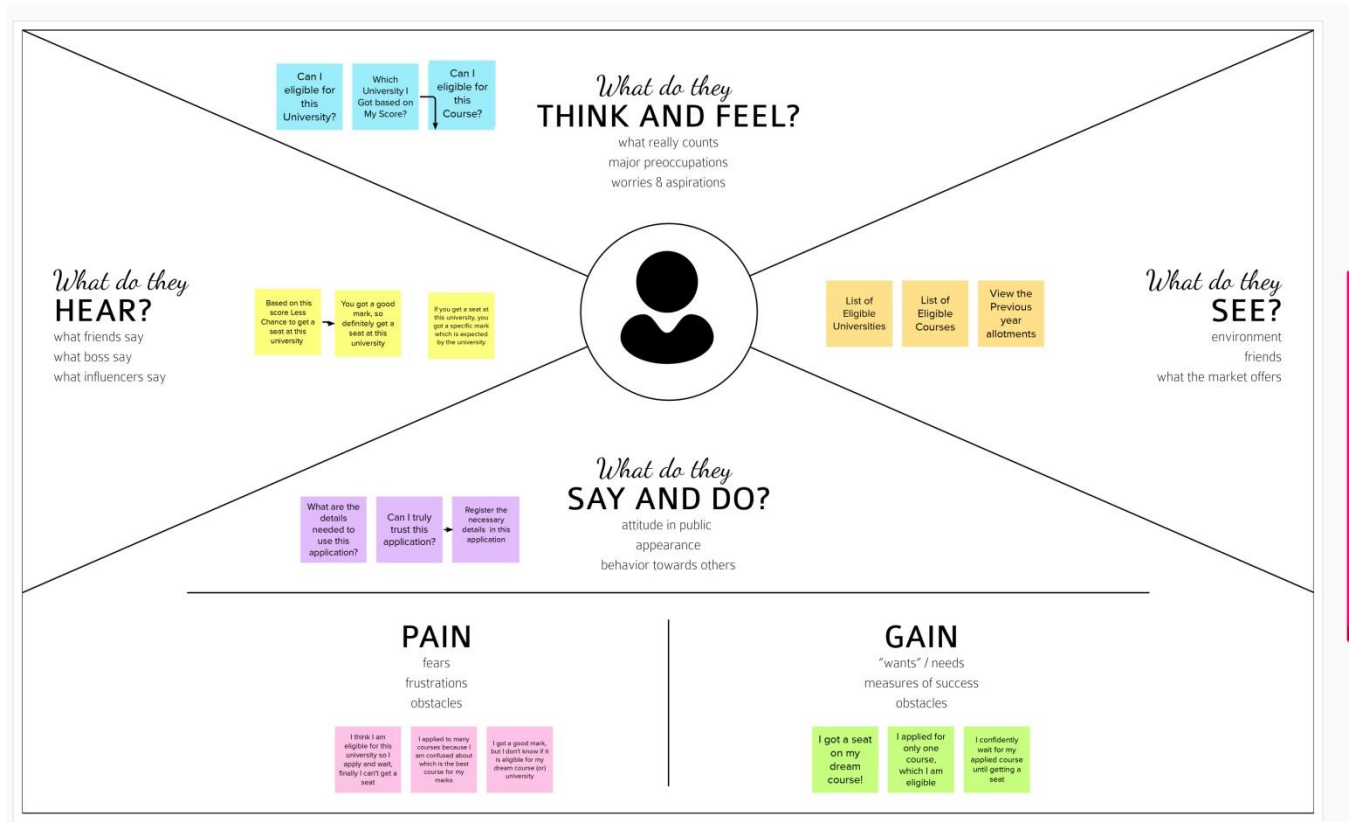 Can I
eligible for
this
University?
Which
University I
Got based on
My Score?
Can I
eligible for
this
Course?
What do they
THINK AND FEEL?
what really counts
major preoccupations
worries & aspirations
What do they
HEAR?
what friends say
what boss say
what influencers say
Based on this
score Less
Chance to get a
seat at this
university
You got a good
mark, so
definitely get a
seat at this
university
If you get a seat at
this university, you
got a specific mark
which is expected
by the university
List of
Eligible
Universities
List of
Eligible
Courses
View the
Previous
year
allotments
What do they
SEE?
environment
friends
what the market offers
What do they
SAY AND DO?
attitude in public
appearance
behavior towards others
What are the
details
needed to
use this
application?
Can I truly
trust this
application?
Register the
necessary
details in this
application
PAIN
fears
frustrations
obstacles
I think I am
eligible for this
university so I
apply and wait,
finally I can't get a
seat
I applied to many
courses because I
am confused about
which is the best
course for my
marks
I got a good mark,
but I don't know if it
is eligible for my
dream course (or)
university
GAIN
"wants" / needs
measures of success
obstacles
I got a seat
on my
dream
course!
I applied for
only one
course,
which I am
eligible
I confidently
wait for my
applied course
until getting a
seat